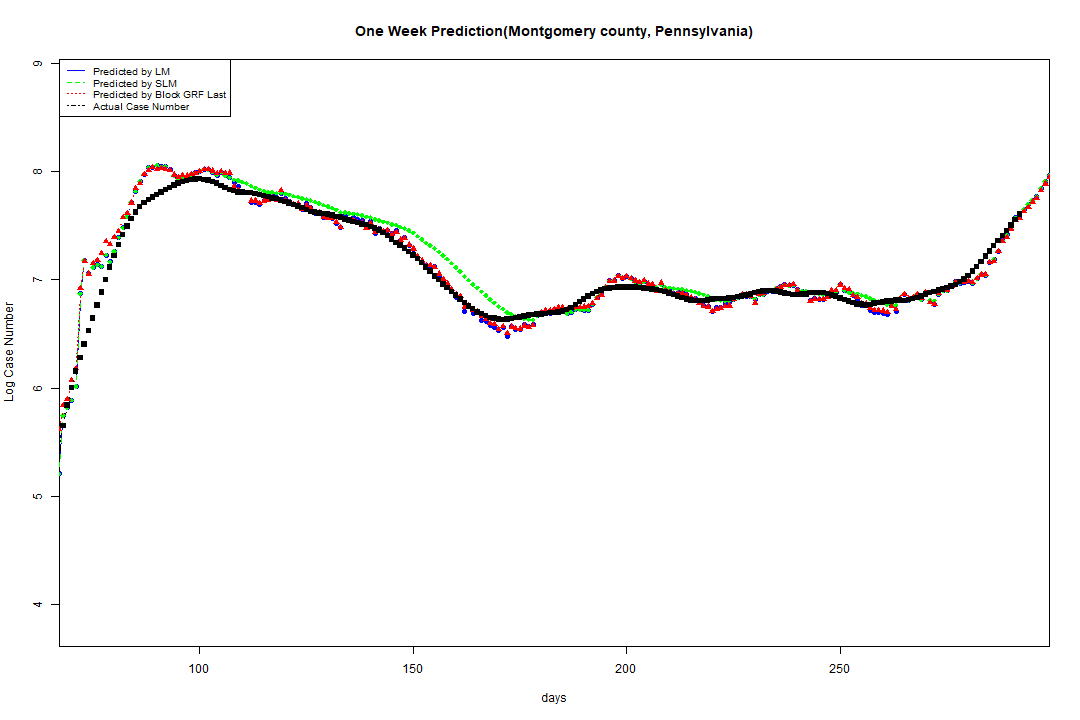 One Week Prediction(Montgomery county, Pennsylvania)
Predicted by LM
Predicted by SLM
Predicted by Block GRF Last
Actual Case Number
9
8
7
6
5
4
Log Case Number
100 150 200 250
days